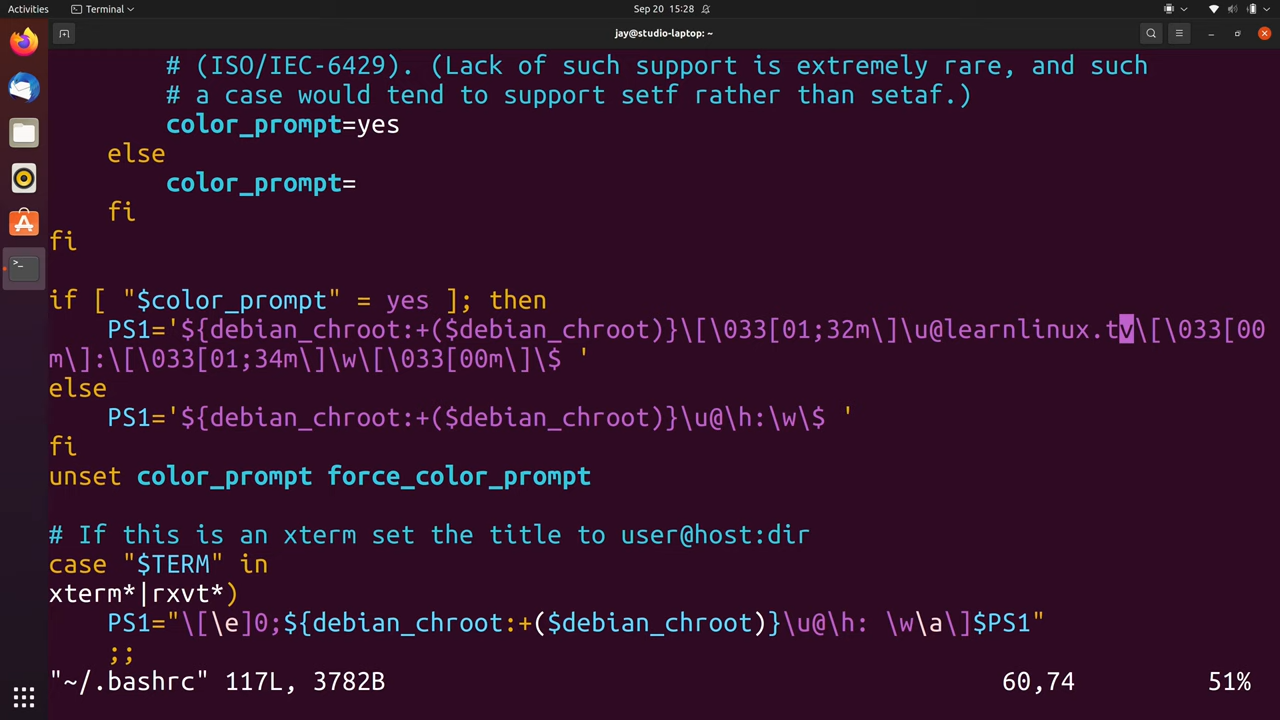 Activities
Terminal
Sep 20 15:28
jay@studio-laptop: ~
# (ISO/IEC-6429). (Lack of such support is extremely rare, and such
# a case would tend to support setf rather than setaf.)
color_prompt=yes
else
color_prompt=
fi
fi
if [ "$color_prompt" = yes ]; then
PS1='${debian_chroot:+($debian_chroot)}\[\033[01;32m\]\u@learnlinux.tv\[\033[00
m\]:\[\033[01;34m\]\w\[\033[00m\]\$ '
else
PS1='${debian_chroot:+($debian_chroot)}\u@\h:\w\$ '
fi
unset color_prompt force_color_prompt
# If this is an xterm set the title to user@host:dir
case "$TERM" in
xterm*|rxvt*)
PS1="\[\e]0;${debian_chroot:+($debian_chroot)}\u@\h: \w\a\]$PS1"
;;
"~/.bashrc" 117L, 3782B
60,74
51%